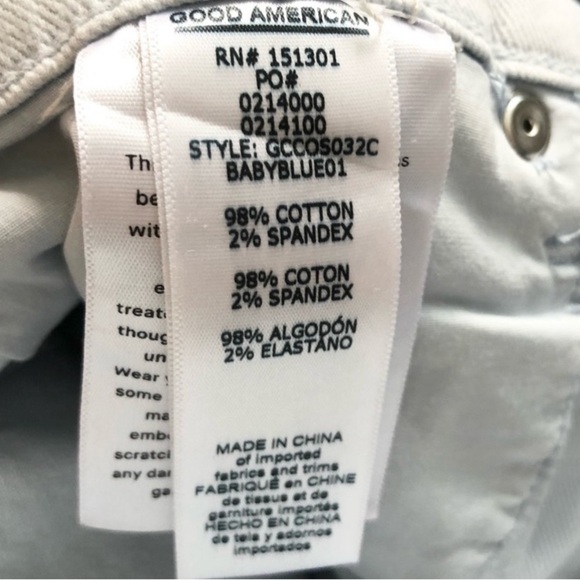 GOOD AMERICAN
RN# 151301
PO#
0214000
0214100
STYLE: GCCOS032C
BABYBLUE01
98% COTTON
2% SPANDEX
98% COTON
2% SPANDEX
98% ALGODÓN
2% ELASTANO
MADE IN CHINA
of imported
fabrics and trims
FABRIQUÉ en CHINE
de tissus et de
garniture importés
HECHO EN CHINA
de tela y adornos
importados
Th
be
wit
e
treat
thoug
un
Wear
some
ma
emb
scratc
any da
ga